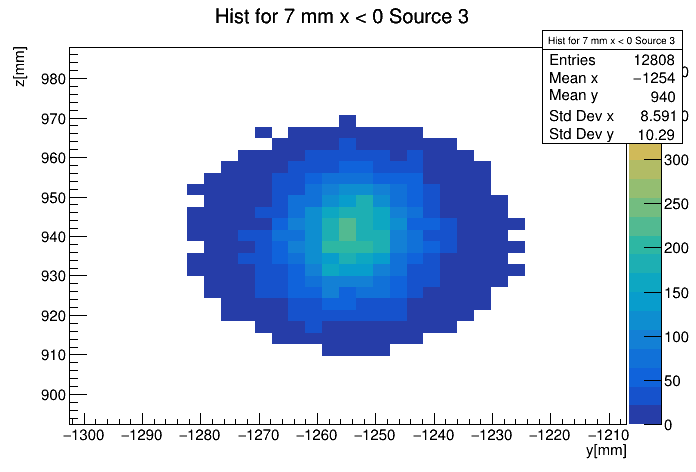 Hist for 7 mm x < 0 Source 3
Hist for 7 mm x < 0 Source 3
Entries 12808
Mean x −1254
Mean y 940
Std Dev x 8.591
Std Dev y 10.29
z[mm]
980
970
960
950
940
930
920
910
900
300
250
200
150
100
50
0
−1300 −1290 −1280 −1270 −1260 −1250 −1240 −1230 −1220 −1210
y[mm]